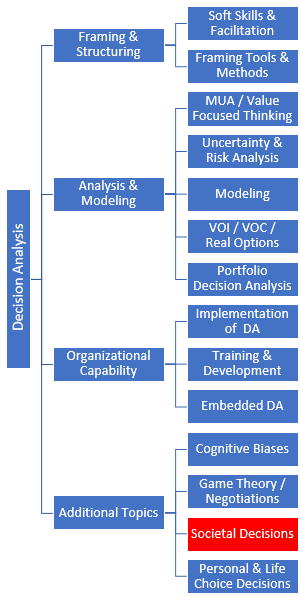 Decision Analysis
Framing &
Structuring
Soft Skills &
Facilitation
Framing Tools &
Methods
Analysis &
Modeling
MUA / Value
Focused Thinking
Uncertainty &
Risk Analysis
Modeling
VOI / VOC /
Real Options
Portfolio
Decision Analysis
Organizational
Capability
Implementation
of DA
Training &
Development
Embedded DA
Additional Topics
Cognitive Biases
Game Theory /
Negotiations
Societal Decisions
Personal & Life
Choice Decisions